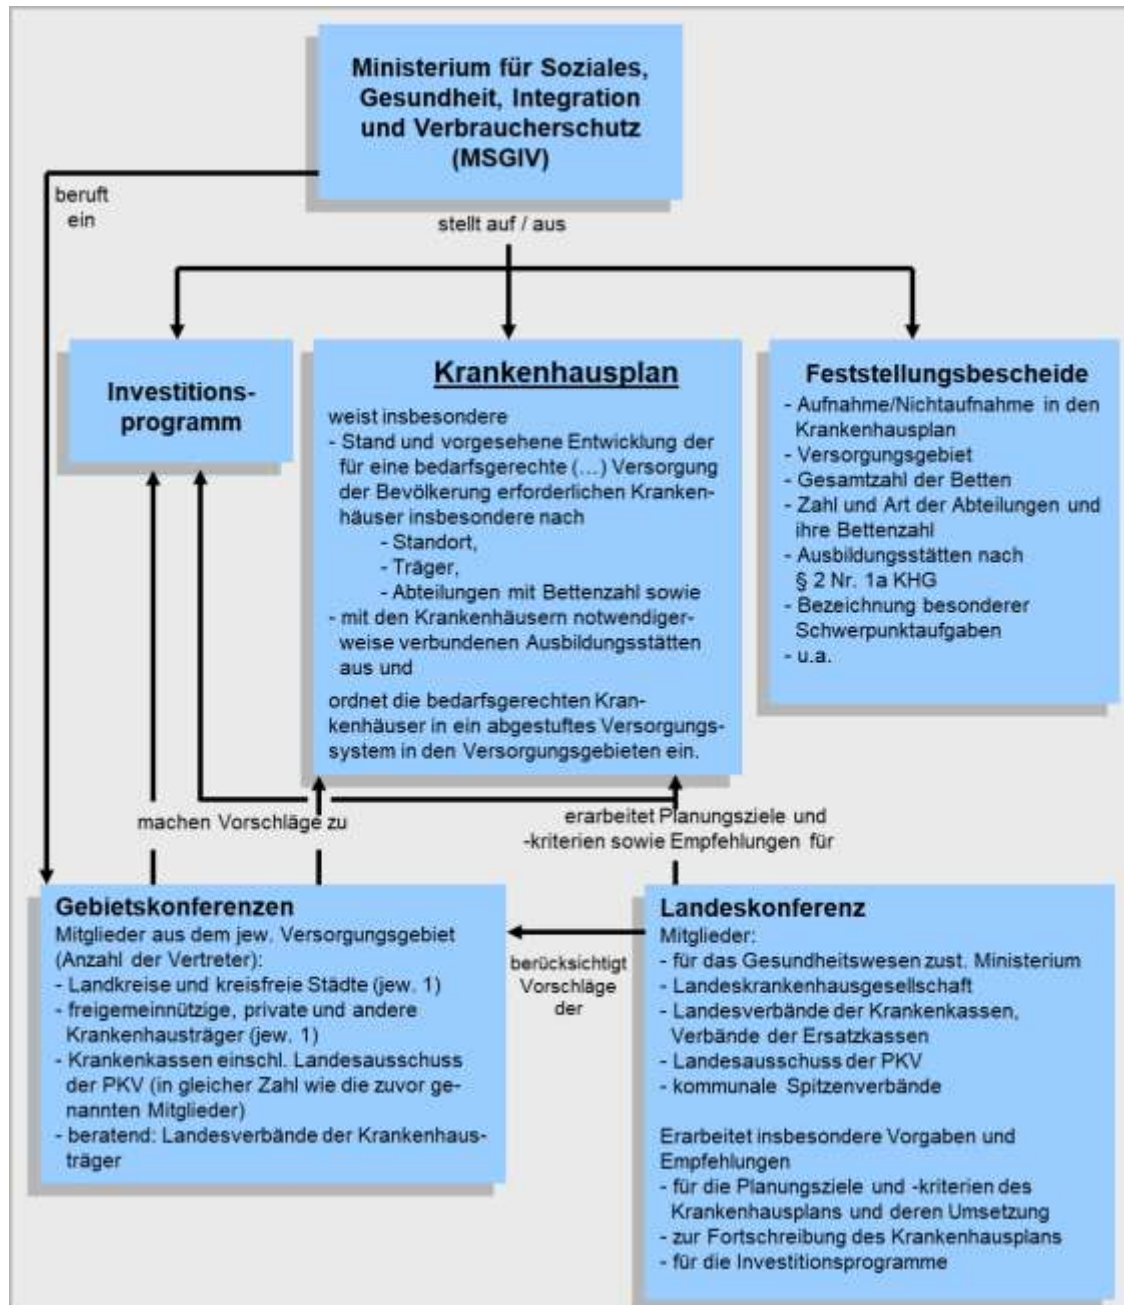 Ministerium für Soziales,
Gesundheit, Integration
und Verbraucherschutz
(MSGIV)
beruft
ein
stellt auf / aus
Investitions-
programm
Krankenhausplan
weist insbesondere
- Stand und vorgesehene Entwicklung der
für eine bedarfsgerechte (...) Versorgung
der Bevölkerung erforderlichen Kranken-
häuser insbesondere nach
- Standort,
- Träger,
- Abteilungen mit Bettenzahl sowie
- mit den Krankenhäusern notwendiger-
weise verbundenen Ausbildungsstätten
aus und
ordnet die bedarfsgerechten Kran-
kenhäuser in ein abgestuftes Versorgungs-
system in den Versorgungsgebieten ein.
Feststellungsbescheide
- Aufnahme/Nichtaufnahme in den
Krankenhausplan
- Versorgungsgebiet
- Gesamtzahl der Betten
- Zahl und Art der Abteilungen und
ihre Bettenzahl
- Ausbildungsstätten nach
§ 2 Nr. 1a KHG
- Bezeichnung besonderer
Schwerpunktaufgaben
- u.a.
machen Vorschläge zu
erarbeitet Planungsziele und
-kriterien sowie Empfehlungen für
Gebietskonferenzen
Mitglieder aus dem jew. Versorgungsgebiet
(Anzahl der Vertreter):
- Landkreise und kreisfreie Städte (jew. 1)
- freigemeinnützige, private und andere
Krankenhausträger (jew. 1)
- Krankenkassen einschl. Landesausschuss
der PKV (in gleicher Zahl wie die zuvor ge-
nannten Mitglieder)
- beratend: Landesverbände der Krankenhaus-
träger
berücksichtigt
Vorschläge
der
Landeskonferenz
Mitglieder:
- für das Gesundheitswesen zust. Ministerium
- Landeskrankenhausgesellschaft
- Landesverbände der Krankenkassen,
Verbände der Ersatzkassen
- Landesausschuss der PKV
- kommunale Spitzenverbände
Erarbeitet insbesondere Vorgaben und
Empfehlungen
- für die Planungsziele und -kriterien des
Krankenhausplans und deren Umsetzung
- zur Fortschreibung des Krankenhausplans
- für die Investitionsprogramme